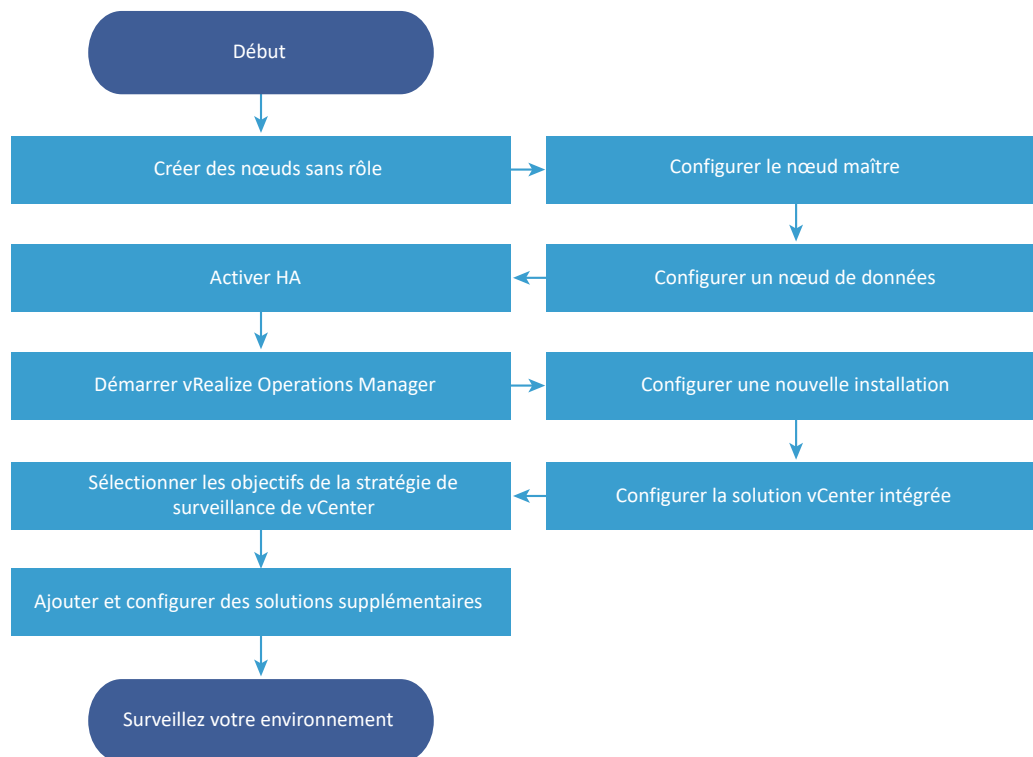 Début
Créer des nœuds sans rôle
Configurer le nœud maître
Configurer un nœud de données
Activer HA
Démarrer vRealize Operations Manager
Configurer une nouvelle installation
Configurer la solution vCenter intégrée
Sélectionner les objectifs de la stratégie de
surveillance de vCenter
Ajouter et configurer des solutions supplémentaires
Surveillez votre environnement